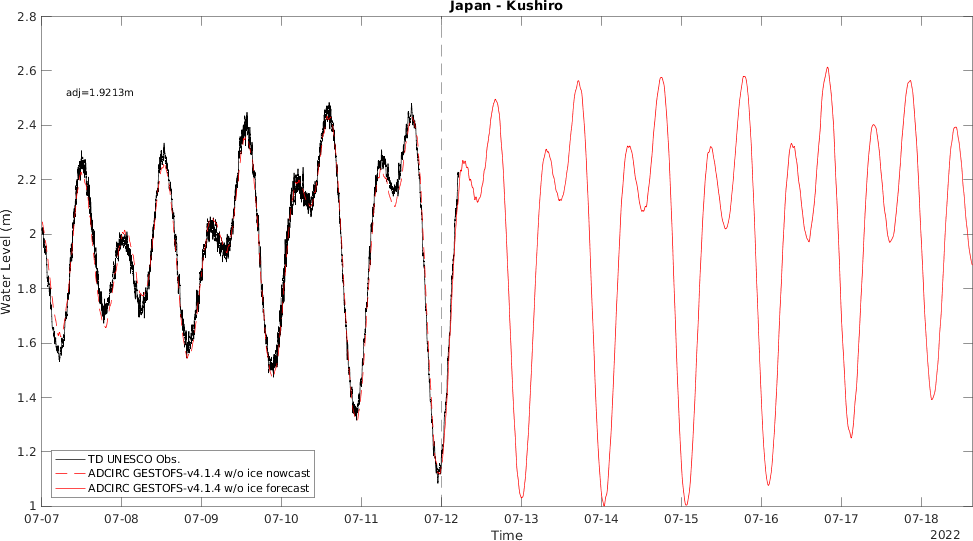 Japan - Kushiro
2.8
2.6
adj=1.9213m
2.4
2.2
2
Water Level (m)
1.8
1.6
1.4
1.2
TD UNESCO Obs.
ADCIRC GESTOFS-v4.1.4 w/o ice nowcast
ADCIRC GESTOFS-v4.1.4 w/o ice forecast
1
07-07 07-08 07-09 07-10 07-11 07-12 07-13 07-14 07-15 07-16 07-17 07-18
Time
2022